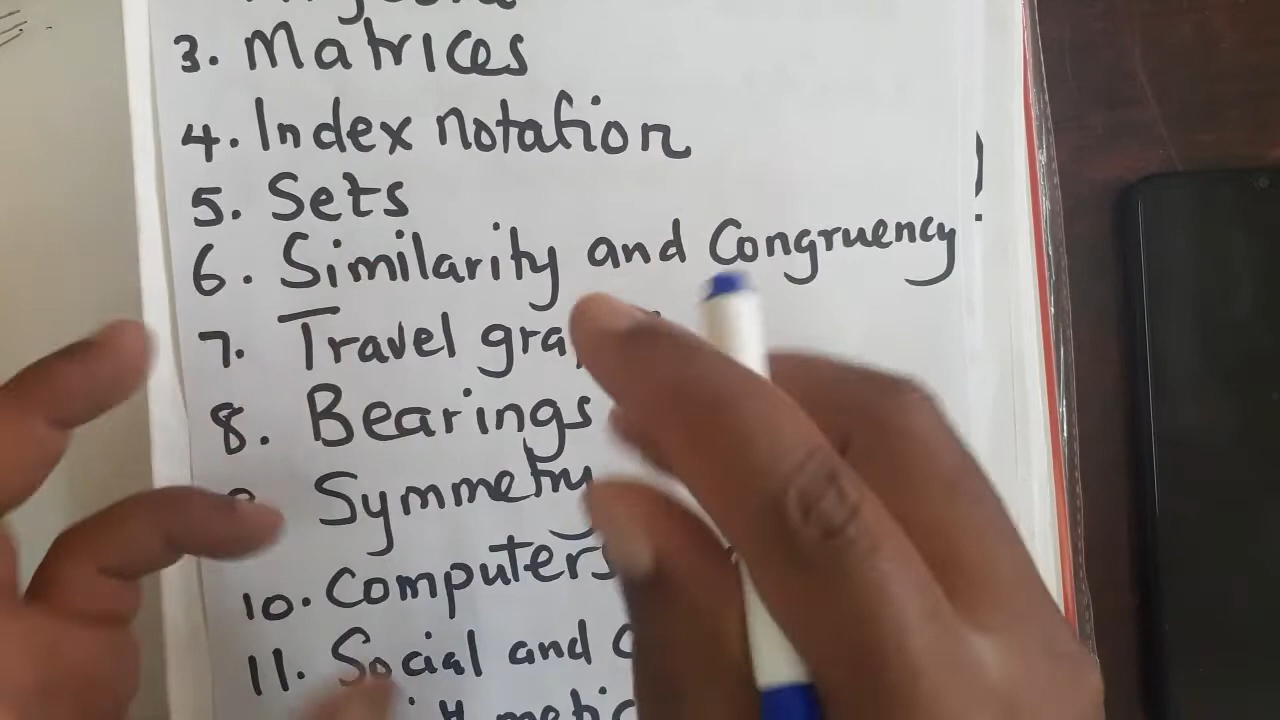 3. Matrices
4. Index notation
5. Sets
6. Similarity and Congruency
!
7. Travel gra
8. Bearings
Symmetry
10. Computers
11. Social and